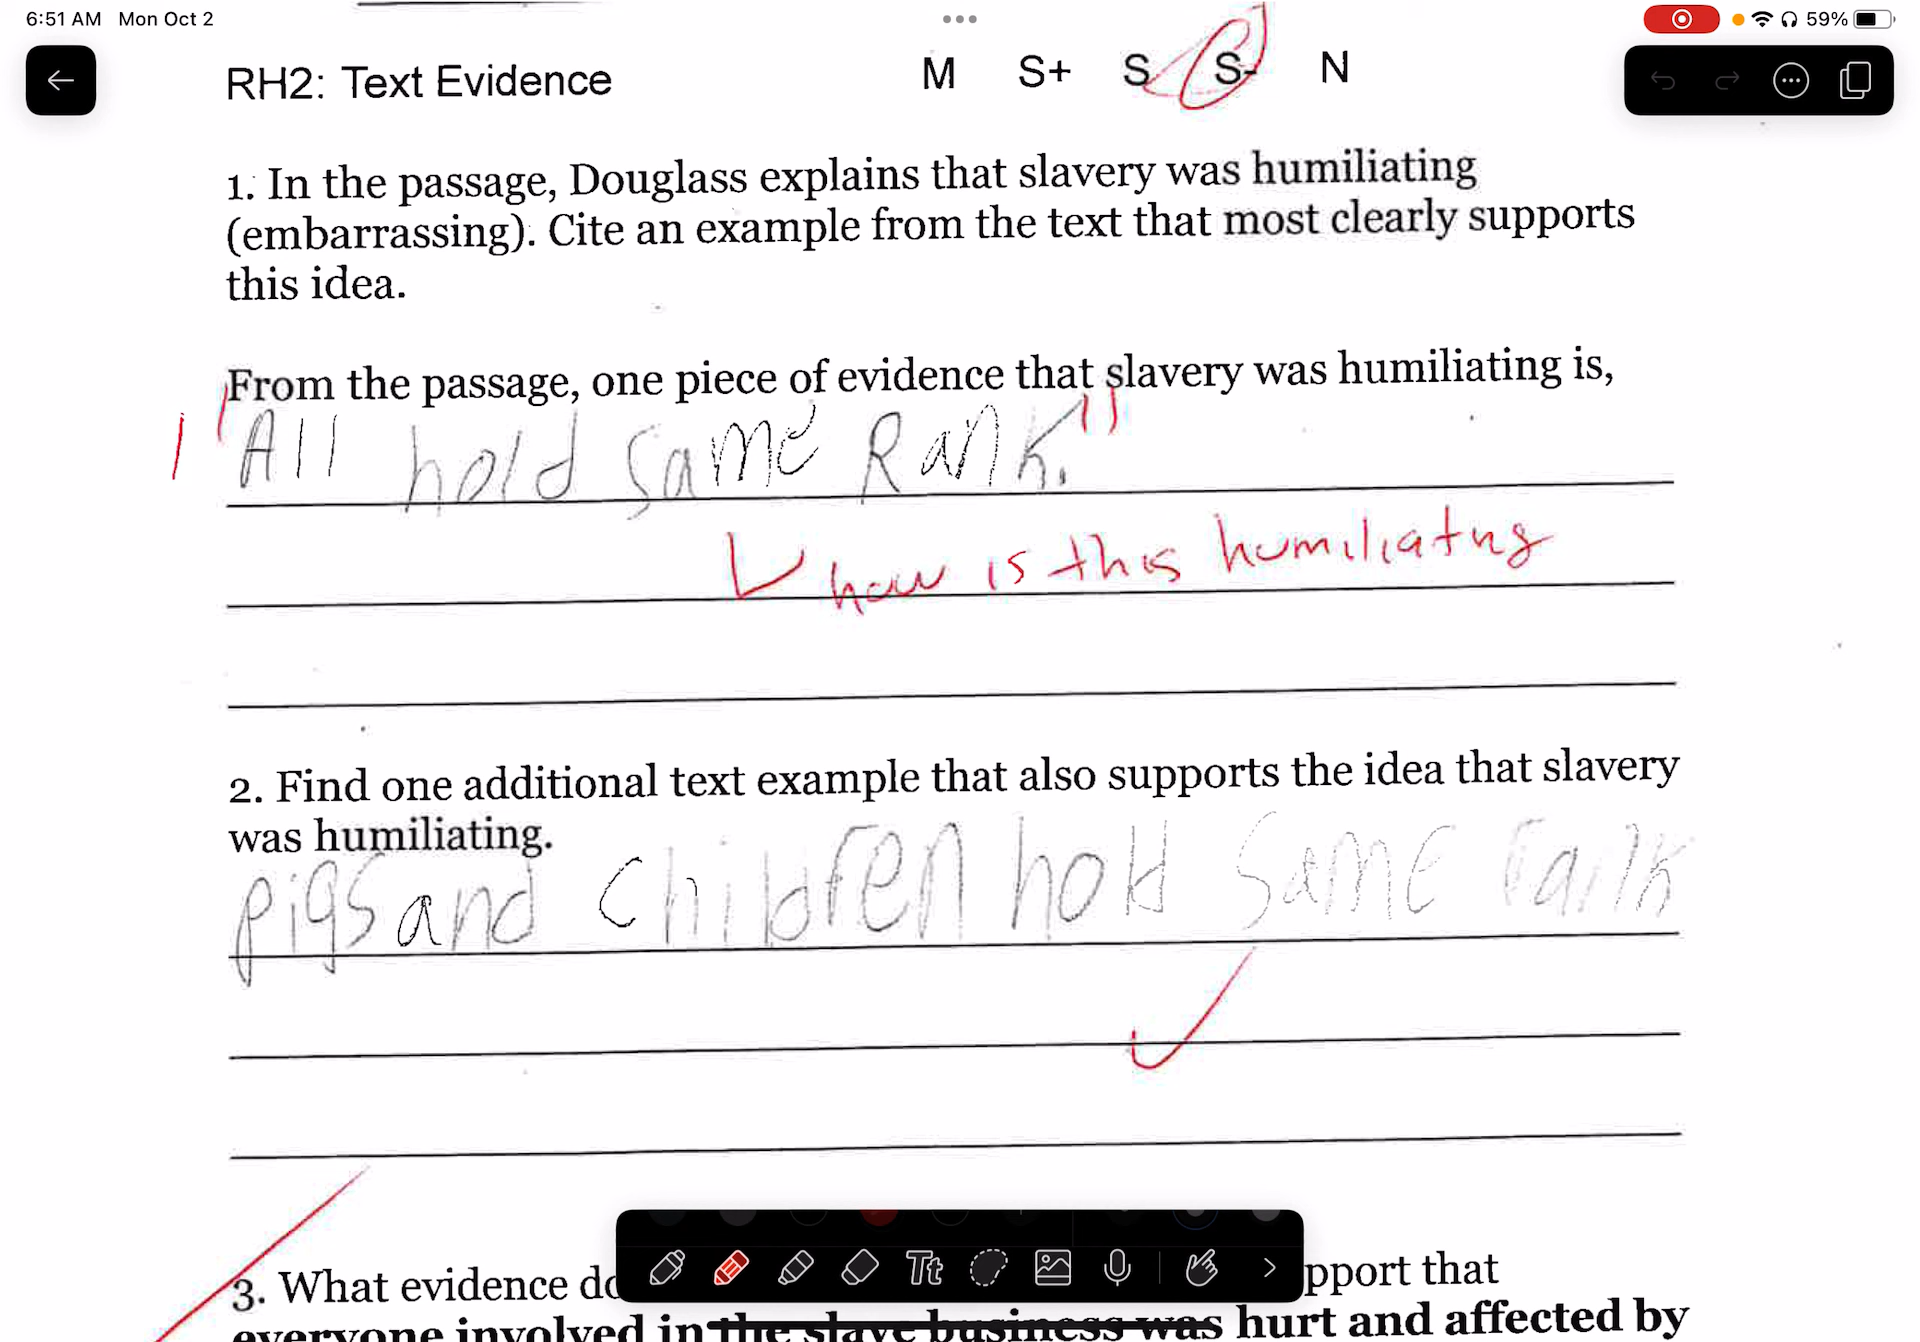 6:51 AM Mon Oct 2
59%
RH2: Text Evidence M S+ S S- N
1. In the passage, Douglass explains that slavery was humiliating
(embarrassing). Cite an example from the text that most clearly supports
this idea.
From the passage, one piece of evidence that slavery was humiliating is,
"All hold same Rank."
how is this humiliatng
2. Find one additional text example that also supports the idea that slavery
was humiliating.
pigs and children hold same rank
Tt
3. What evidence do pport that
everyone involved in the slave business was hurt and affected by